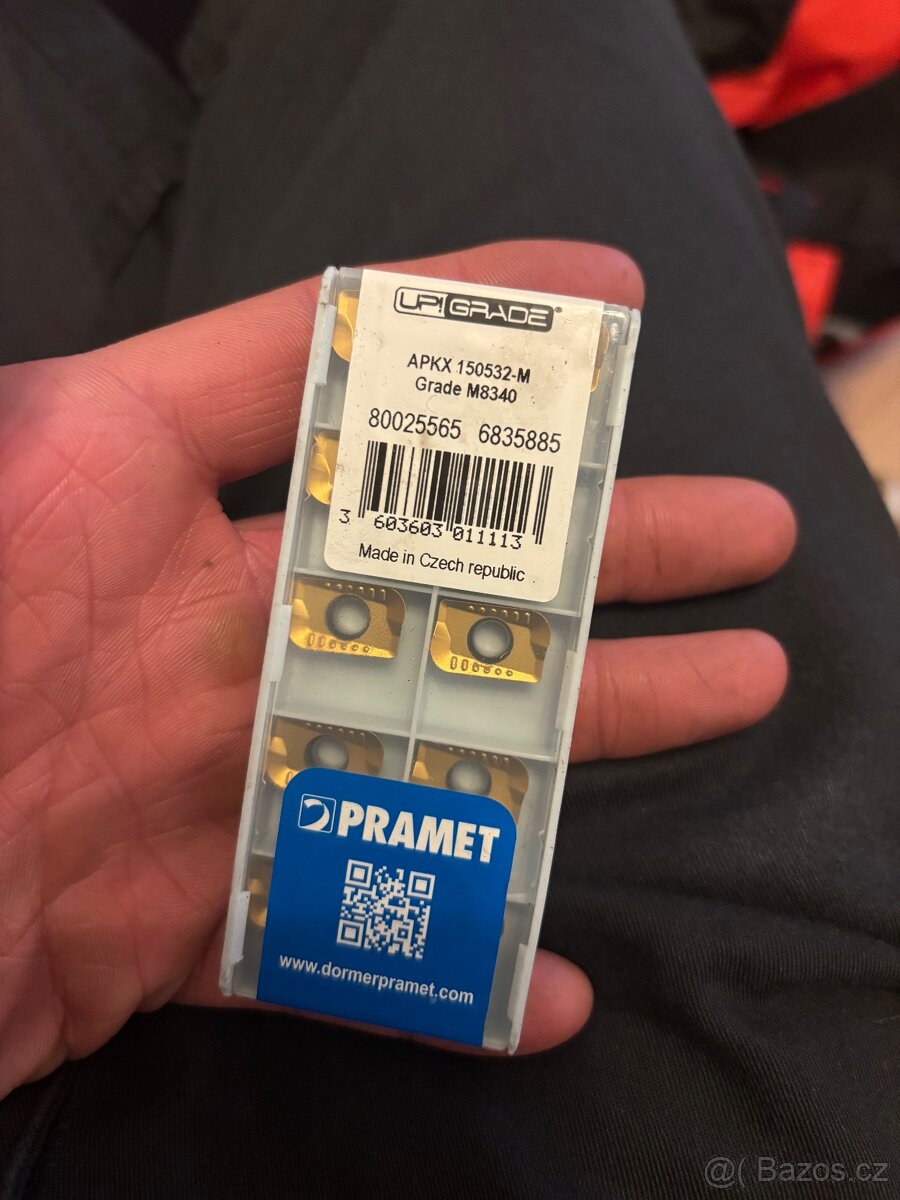 UP!GRADE®
APKX 150532-M
Grade M8340
80025565 6835885
3 603603 011113
Made in Czech republic
PRAMET
www.dormerpramet.com
@( Bazos.cz